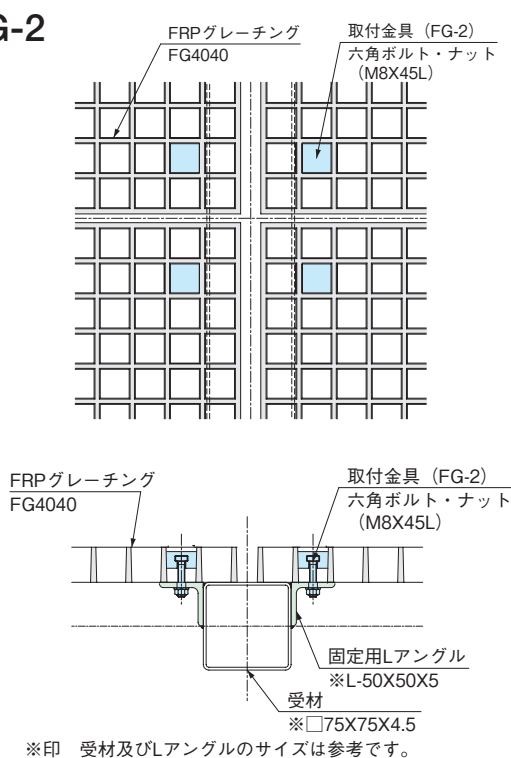 G-2
FRPグレーチング
FG4040
取付金具（FG-2）
六角ボルト・ナット
（M8X45L）
FRPグレーチング
FG4040
取付金具（FG-2）
六角ボルト・ナット
（M8X45L）
固定用Lアングル
※L-50X50X5
受材
※□75X75X4.5
※印　受材及びLアングルのサイズは参考です。